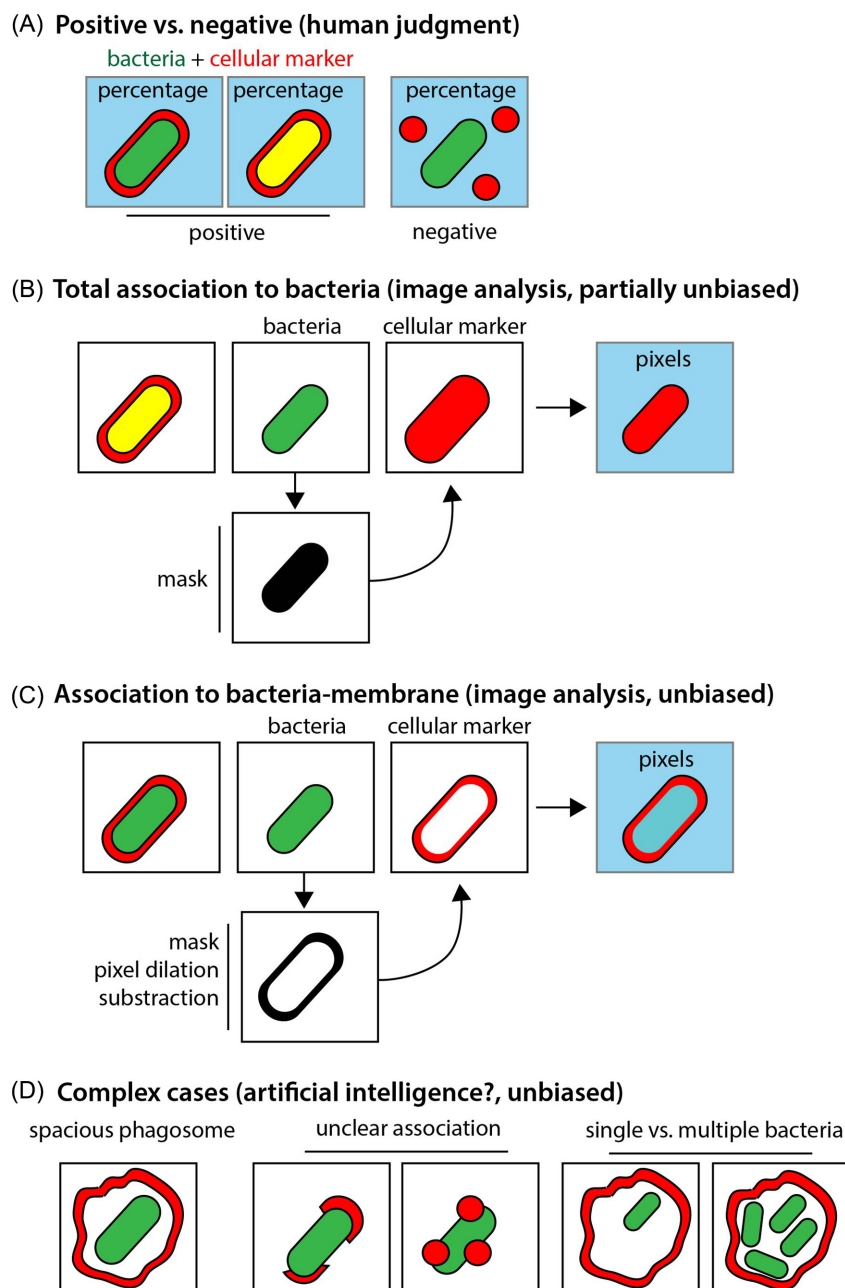 (A) Positive vs. negative (human judgment)
bacteria + cellular marker
percentage percentage percentage
positive negative
(B) Total association to bacteria (image analysis, partially unbiased)
bacteria cellular marker
pixels
mask
(C) Association to bacteria-membrane (image analysis, unbiased)
bacteria cellular marker
pixels
mask
pixel dilation
substraction
(D) Complex cases (artificial intelligence?, unbiased)
spacious phagosome unclear association single vs. multiple bacteria